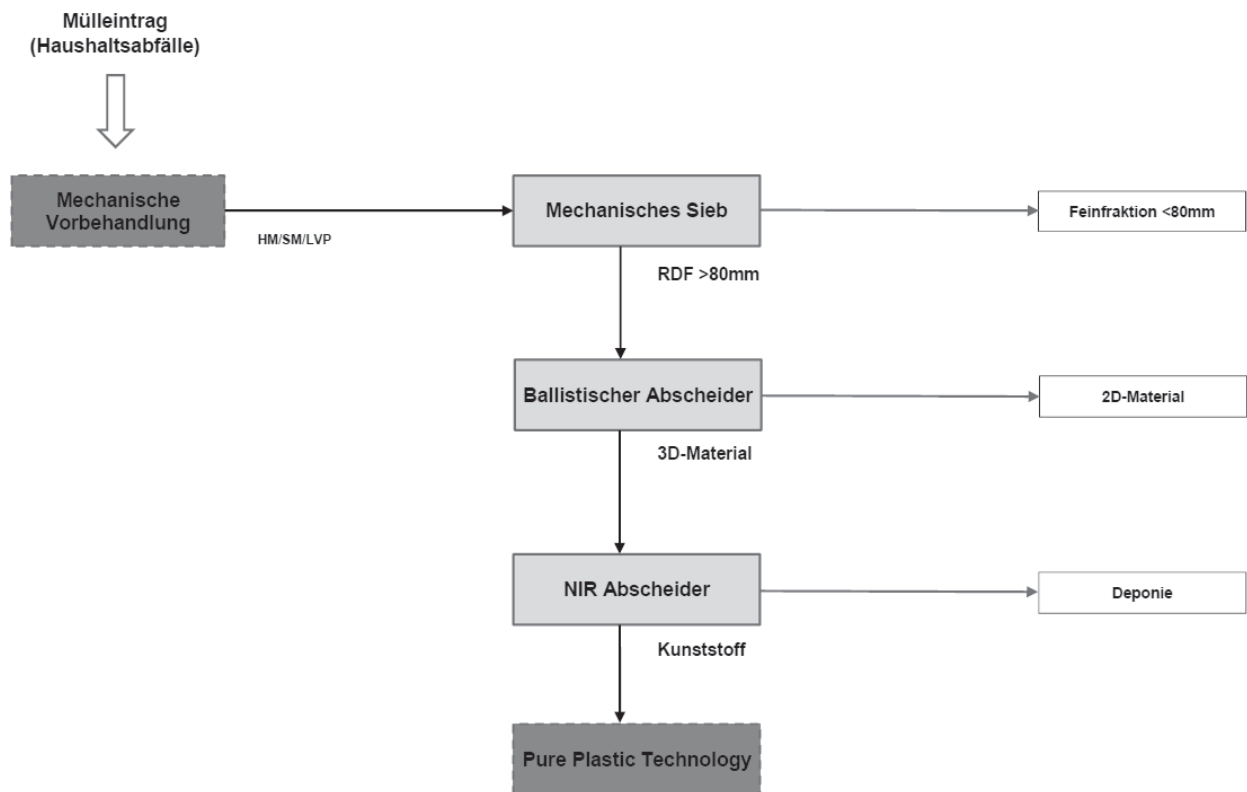 Mülleintrag
(Haushaltsabfälle)
Mechanische
Vorbehandlung
HM/SM/LVP
Mechanisches Sieb
Feinfraktion <80mm
RDF >80mm
Ballistischer Abscheider
2D-Material
3D-Material
NIR Abscheider
Deponie
Kunststoff
Pure Plastic Technology